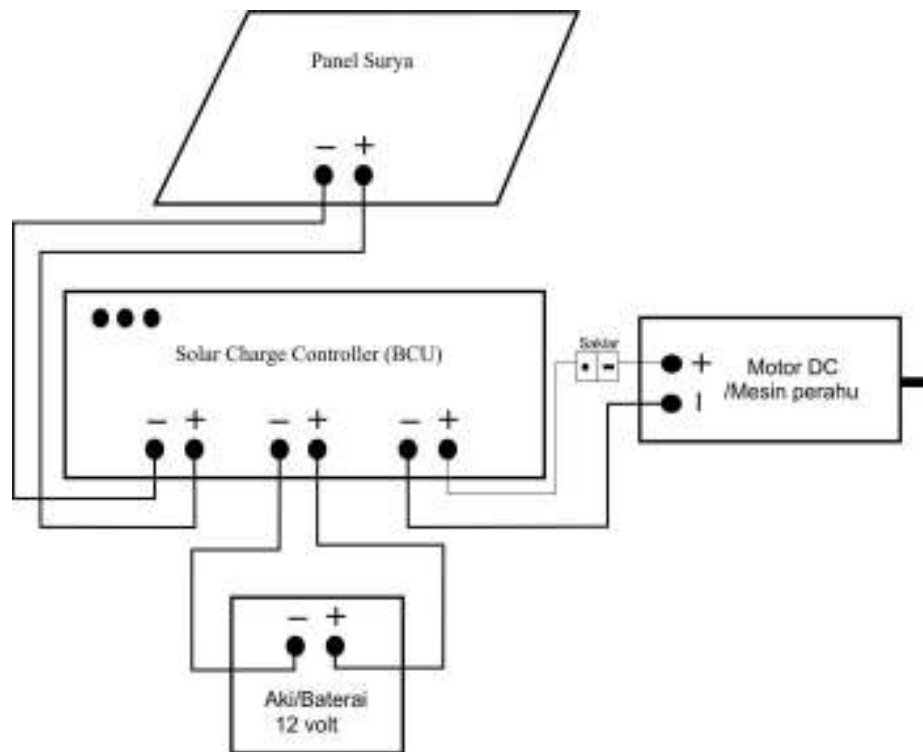 Panel Surya
− +
Solar Charge Controller (BCU)
− + − + − +
Saklar
+ Motor DC
− /Mesin perahu
− +
Aki/Baterai
12 volt